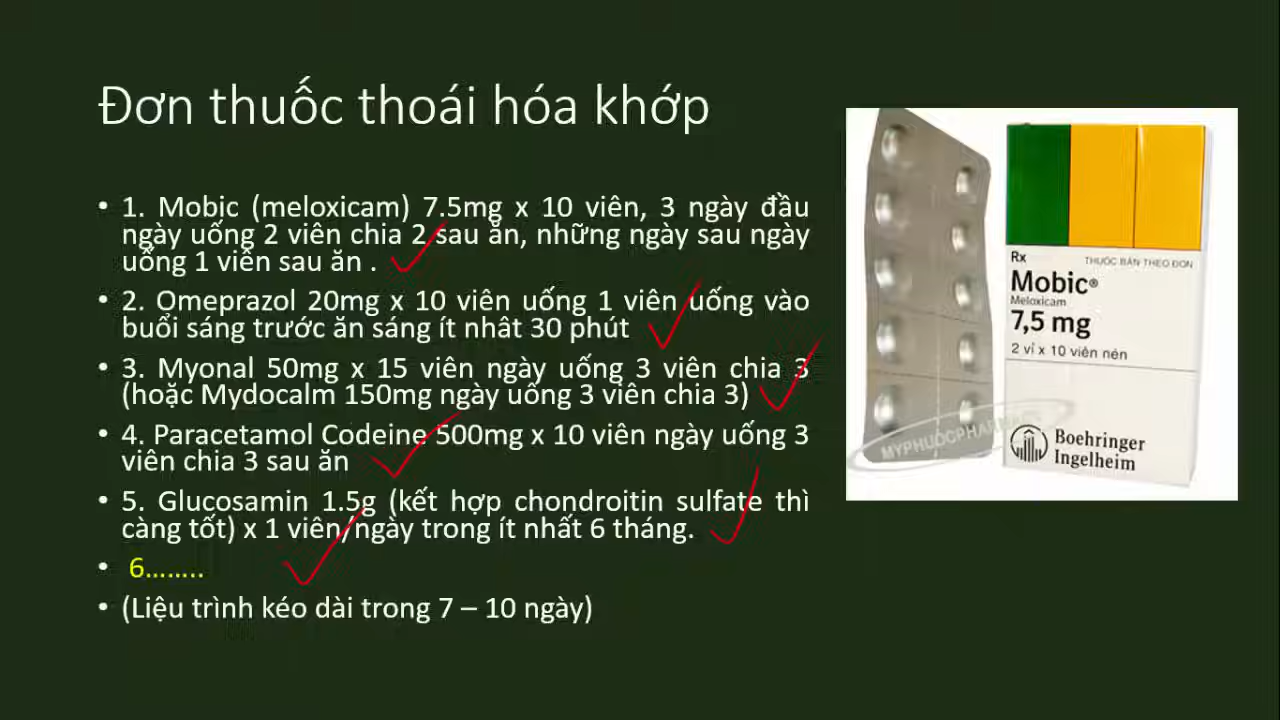 Đơn thuốc thoái hóa khớp
• 1. Mobic (meloxicam) 7.5mg x 10 viên, 3 ngày đầu
ngày uống 2 viên chia 2 sau ăn, những ngày sau ngày
uống 1 viên sau ăn .
• 2. Omeprazol 20mg x 10 viên uống 1 viên uống vào
buổi sáng trước ăn sáng ít nhât 30 phút
• 3. Myonal 50mg x 15 viên ngày uống 3 viên chia 3
(hoặc Mydocalm 150mg ngày uống 3 viên chia 3)
• 4. Paracetamol Codeine 500mg x 10 viên ngày uống 3
viên chia 3 sau ăn
• 5. Glucosamin 1.5g (kết hợp chondroitin sulfate thì
càng tốt) x 1 viên/ngày trong ít nhất 6 tháng.
• 6........
• (Liệu trình kéo dài trong 7 – 10 ngày)
Rx THUỐC BÁN THEO ĐƠN
Mobic®
Meloxicam
7,5 mg
2 vỉ x 10 viên nén
MYPHUOCPHARMA
Boehringer
Ingelheim